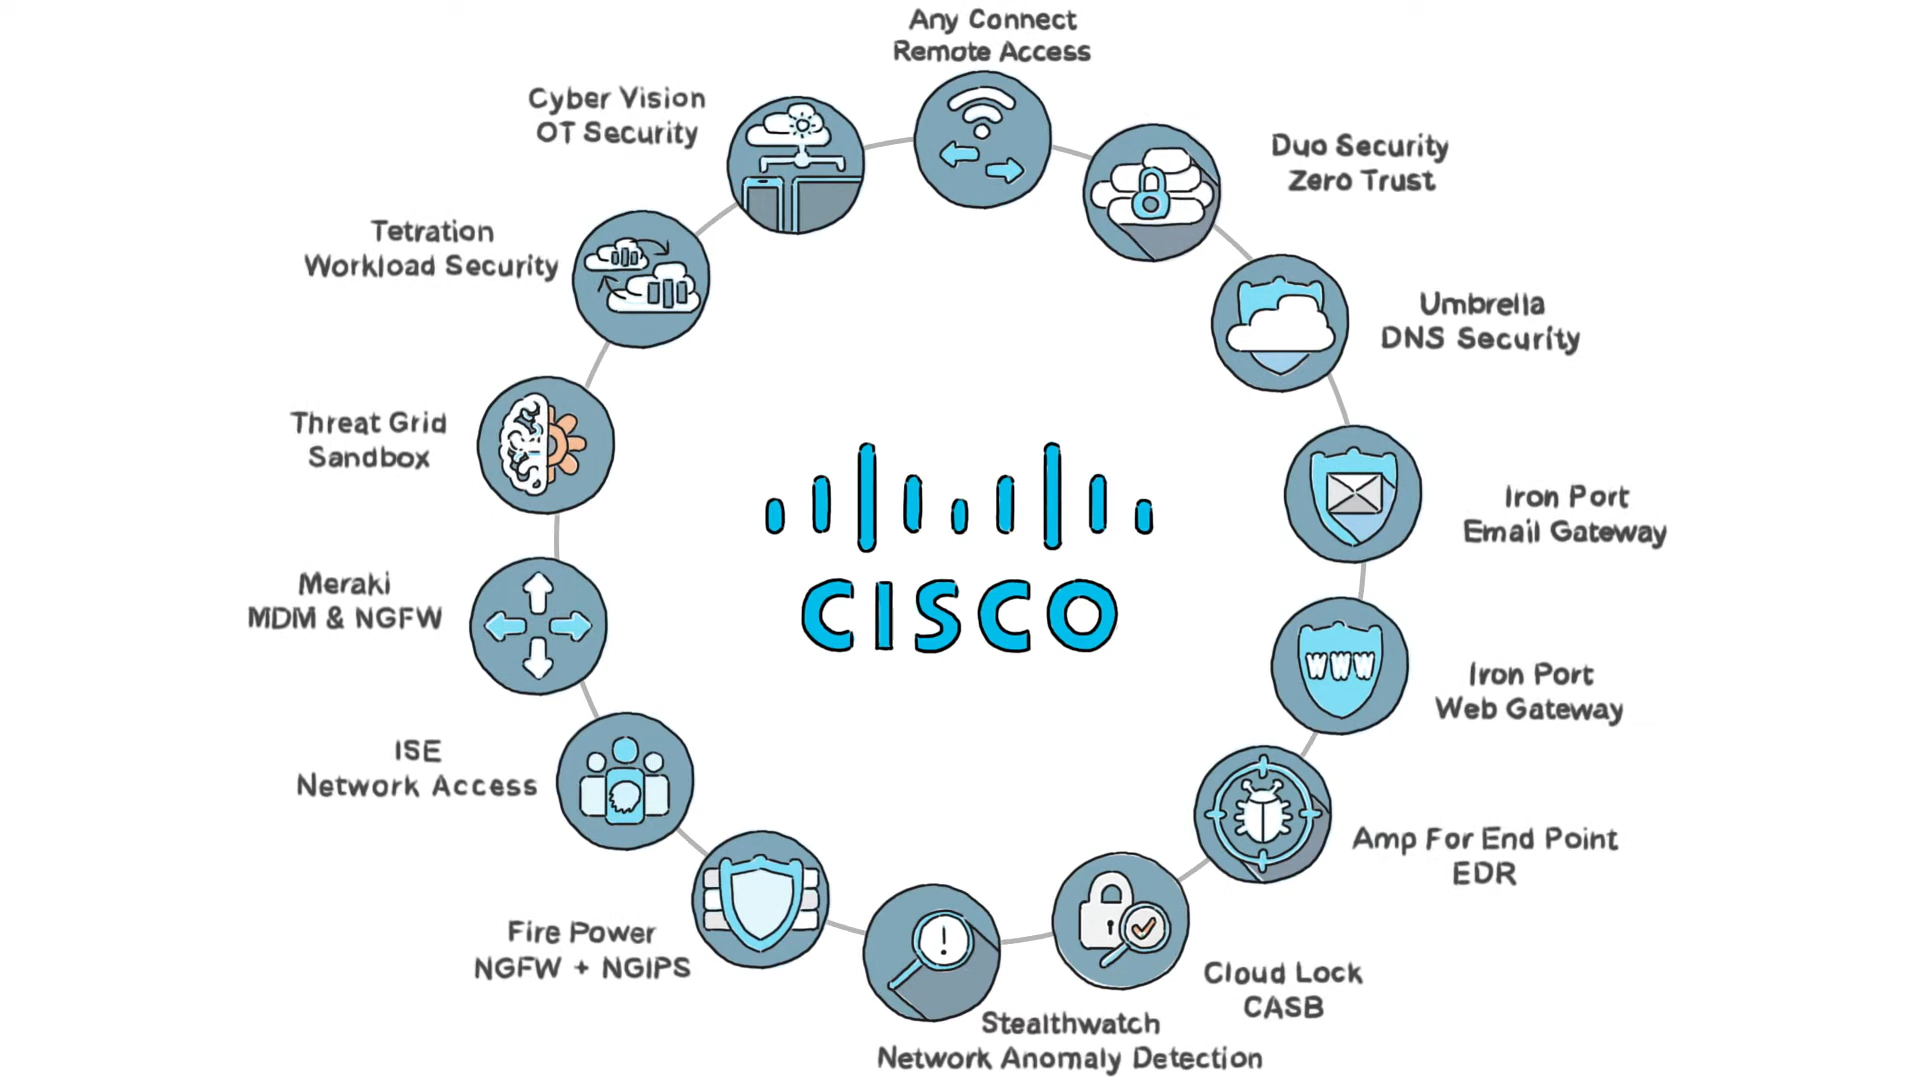 Any Connect
Remote Access
Cyber Vision
OT Security
Duo Security
Zero Trust
Tetration
Workload Security
Umbrella
DNS Security
Threat Grid
Sandbox
Iron Port
Email Gateway
CISCO
Meraki
MDM & NGFW
WWW
Iron Port
Web Gateway
ISE
Network Access
Amp For End Point
EDR
Fire Power
NGFW + NGIPS
!
Cloud Lock
CASB
Stealthwatch
Network Anomaly Detection